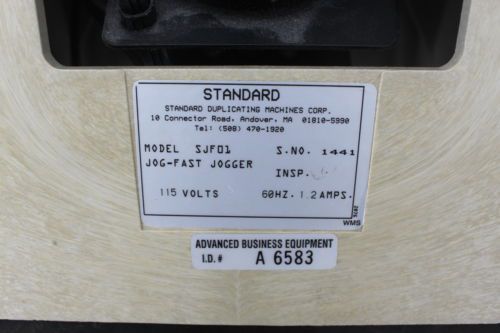 STANDARD
STANDARD DUPLICATING MACHINES CORP.
10 Connector Road, Andover, MA 01810-5990
Tel: (508) 470-1920
MODEL SJF01 S.NO. 1441
JOG-FAST JOGGER INSP.
115 VOLTS 60HZ. 1.2 AMPS.
WMS
ADVANCED BUSINESS EQUIPMENT
I.D.# A 6583